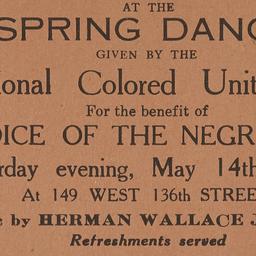 AT THE
SPRING DANC
GIVEN BY THE
ional Colored Unit
For the benefit of
OICE OF THE NEGR
rday evening, May 14th
At 149 WEST 136th STREE
c by HERMAN WALLACE J
Refreshments served